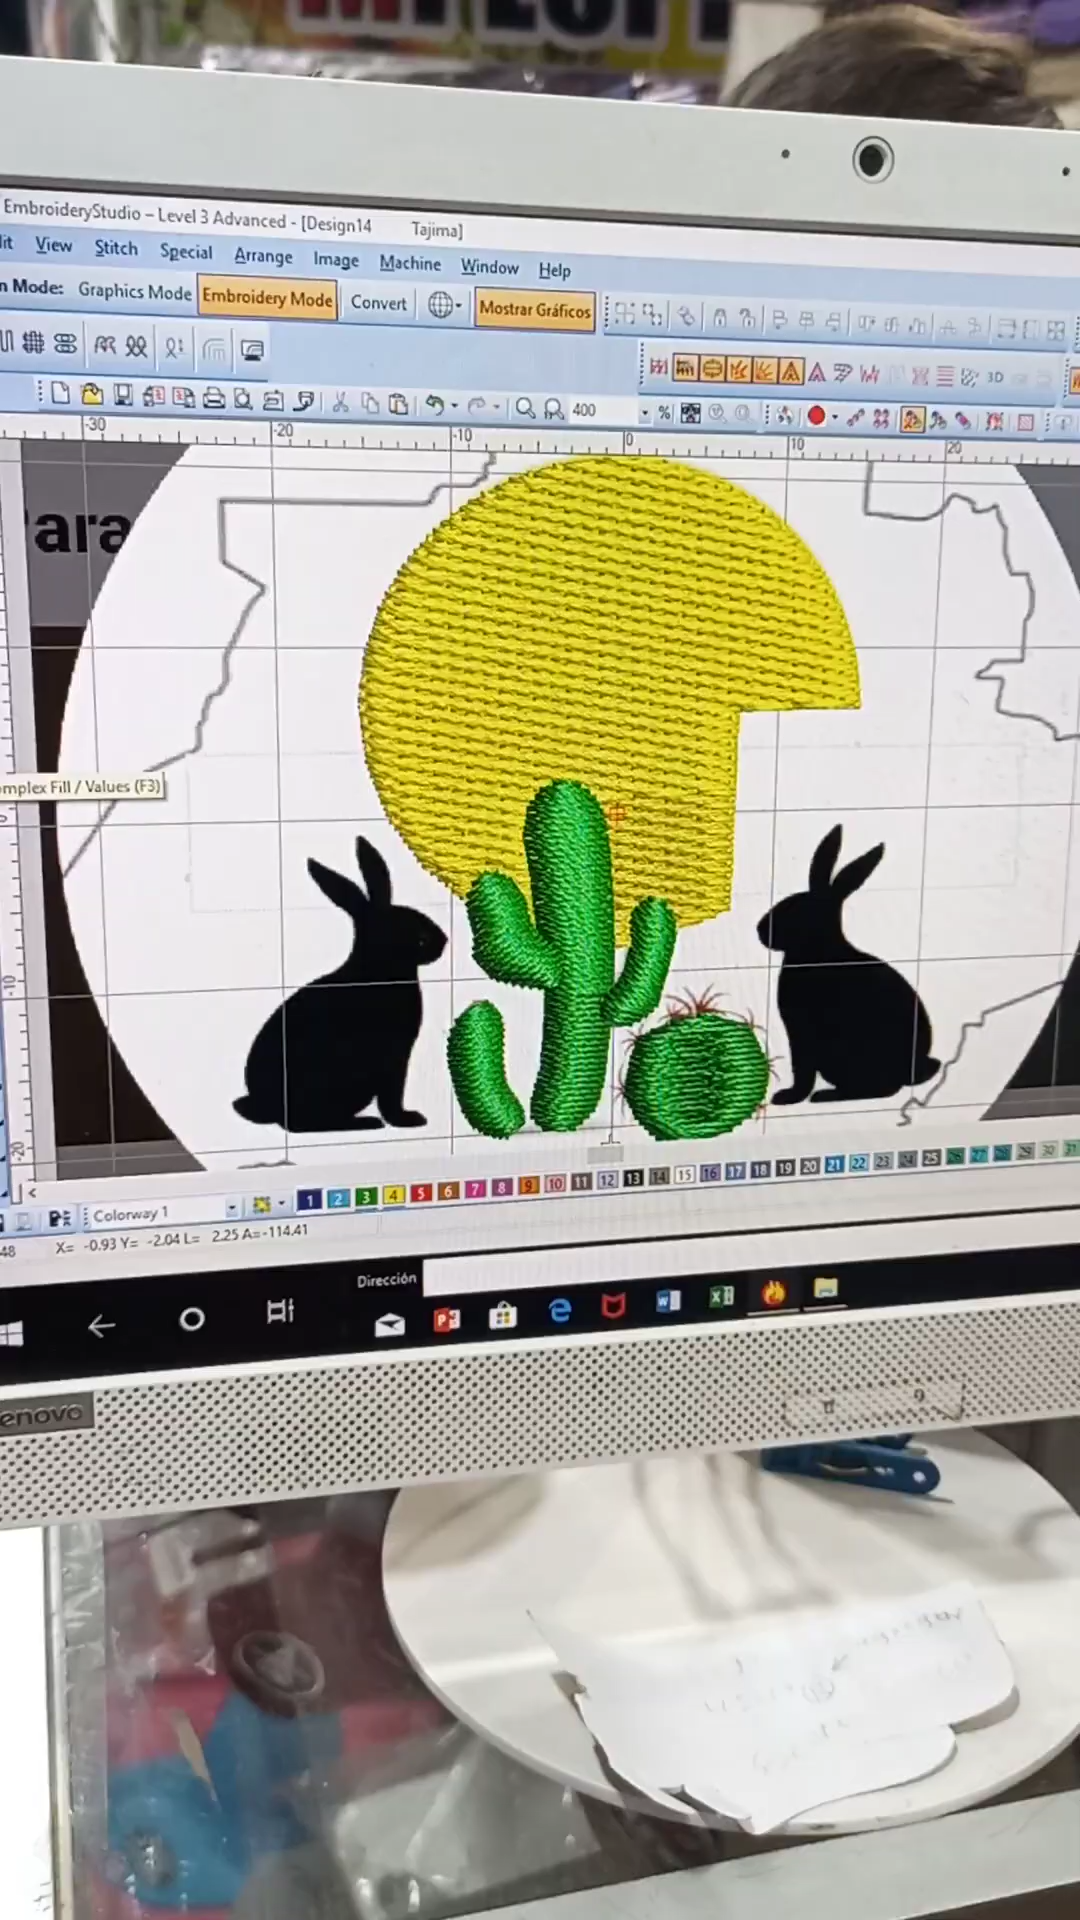 EmbroideryStudio – Level 3 Advanced - [Design14 Tajima]
View Stitch Special Arrange Image Machine Window Help
Mode: Graphics Mode Embroidery Mode Convert Mostrar Gráficos
3D
400 %
-30 -20 -10 0 10 20
ara
omplex Fill / Values (F3)
-10
-20
1 2 3 4 5 6 7 8 9 10 11 12 13 14 15 16 17 18 19 20 21 22 23 24 25 26 27 28 29 30 31
Colorway 1
48 X= -0.93 Y= -2.04 L= 2.25 A=-114.41
Dirección
enovo